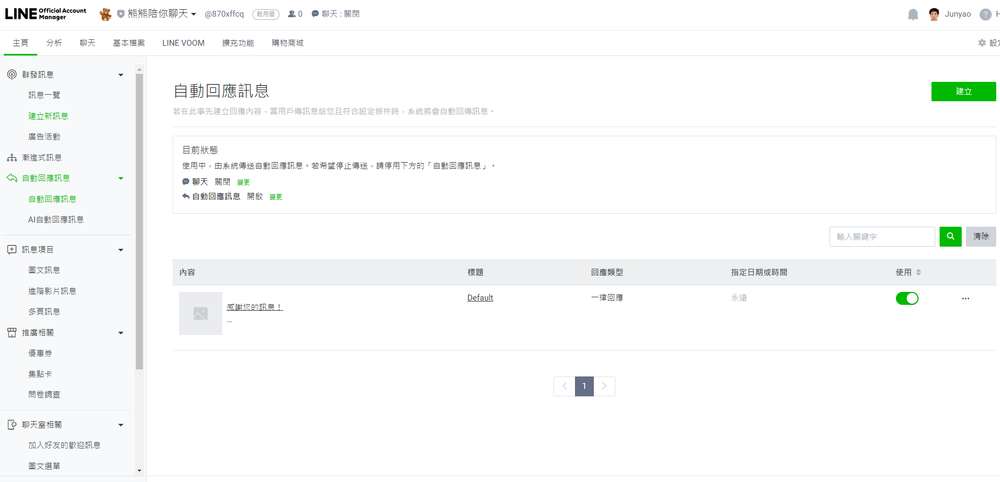 LINE Official Account Manager
熊熊陪你聊天 @870xffcq 輕用量 0 聊天 : 關閉
Junyao ?
主頁 分析 聊天 基本檔案 LINE VOOM 擴充功能 購物商城
群發訊息
訊息一覽
建立新訊息
廣告活動
漸進式訊息
自動回應訊息
自動回應訊息
AI自動回應訊息
訊息項目
圖文訊息
進階影片訊息
多頁訊息
推廣相關
優惠券
集點卡
問卷調查
聊天室相關
加入好友的歡迎訊息
圖文選單
自動回應訊息
建立
若在此事先建立回應內容，當用戶傳訊息給您且符合設定條件時，系統將會自動回傳訊息。
目前狀態
使用中，由系統傳送自動回應訊息。若希望停止傳送，請停用下方的「自動回應訊息」。
聊天 關閉 變更
自動回應訊息 開啟 變更
輸入關鍵字 清除
內容 標題 回應類型 指定日期或時間 使用
感謝您的訊息！ Default 一律回應 永遠 ...
...
1